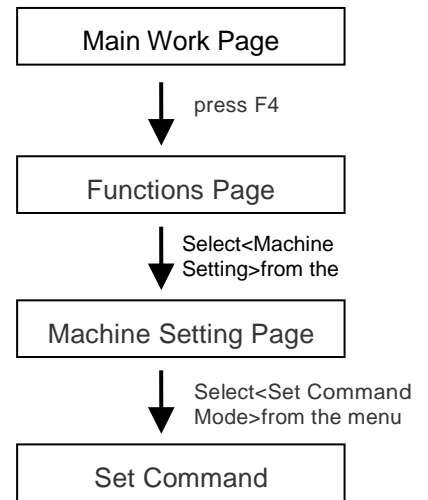 Main Work Page
press F4
Functions Page
Select<Machine
Setting>from the
Machine Setting Page
Select<Set Command
Mode>from the menu
Set Command